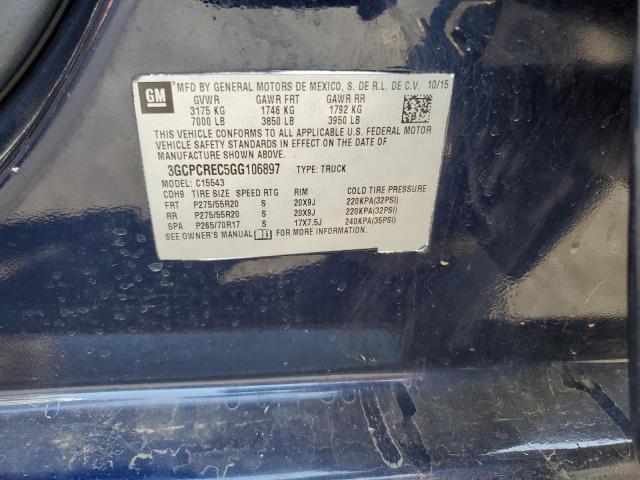 GM
MFD BY GENERAL MOTORS DE MEXICO, S. DE R.L. DE C.V. 10/15
GVWR GAWR FRT GAWR RR
3175 KG 1746 KG 1792 KG
7000 LB 3850 LB 3950 LB
THIS VEHICLE CONFORMS TO ALL APPLICABLE U.S. FEDERAL MOTOR
VEHICLE SAFETY STANDARDS IN EFFECT ON THE DATE OF
MANUFACTURE SHOWN ABOVE.
3GCPCREC5GG106897 TYPE: TRUCK
MODEL: C15543
CDH9 TIRE SIZE SPEED RTG RIM COLD TIRE PRESSURE
FRT P275/55R20 S 20X9J 220KPA(32PSI)
RR P275/55R20 S 20X9J 220KPA(32PSI)
SPA P265/70R17 S 17X7.5J 240KPA(35PSI)
SEE OWNER'S MANUAL FOR MORE INFORMATION.